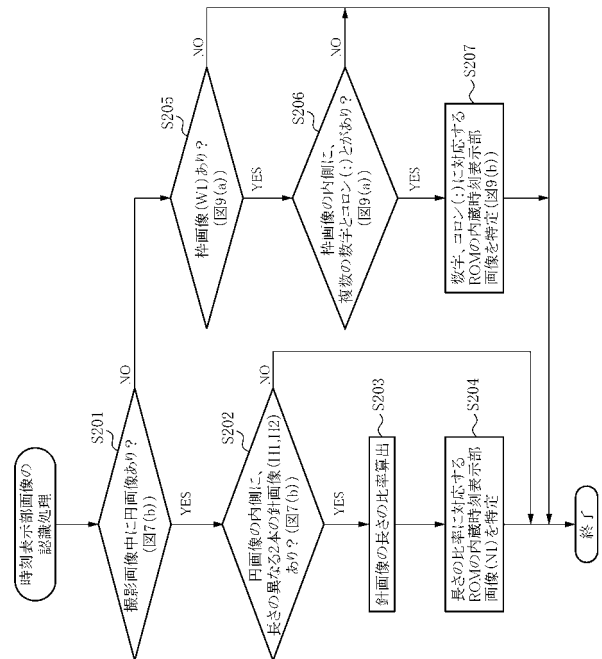 時刻表示部画像の
認識処理
S201
撮影画像中に円画像あり？
(図7(b))
NO
YES
S202
円画像の内側に、
長さの異なる2本の針画像(H1,H2)
あり？(図7(b))
NO
YES
S203
針画像の長さの比率算出
S204
長さの比率に対応する
ROMの内蔵時刻表示部
画像(N1)を特定
S205
枠画像(W1)あり？
(図9(a))
NO
YES
S206
枠画像の内側に、
複数の数字とコロン(:)とがあり？
(図9(a))
NO
YES
S207
数字、コロン(:)に対応する
ROMの内蔵時刻表示部
画像を特定(図9(b))
終了